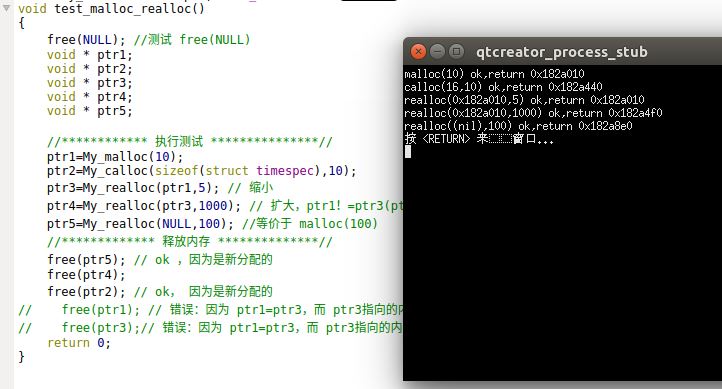 void test_malloc_realloc()
{
free(NULL); //测试 free(NULL)
void * ptr1;
void * ptr2;
void * ptr3;
void * ptr4;
void * ptr5;
//************ 执行测试 ***************//
ptr1=My_malloc(10);
ptr2=My_calloc(sizeof(struct timespec),10);
ptr3=My_realloc(ptr1,5); // 缩小
ptr4=My_realloc(ptr3,1000); // 扩大，ptr1！=ptr3(pt
ptr5=My_realloc(NULL,100); //等价于 malloc(100)
//************* 释放内存 **************//
free(ptr5); // ok ，因为是新分配的
free(ptr4);
free(ptr2); // ok， 因为是新分配的
// free(ptr1); // 错误：因为 ptr1=ptr3，而 ptr3指向的内
// free(ptr3);// 错误：因为 ptr1=ptr3，而 ptr3指向的内
return 0;
}
qtcreator_process_stub
malloc(10) ok,return 0x182a010
calloc(16,10) ok,return 0x182a440
realloc(0x182a010,5) ok,return 0x182a010
realloc(0x182a010,1000) ok,return 0x182a4f0
realloc((nil),100) ok,return 0x182a8e0
按 <RETURN> 来窗口...